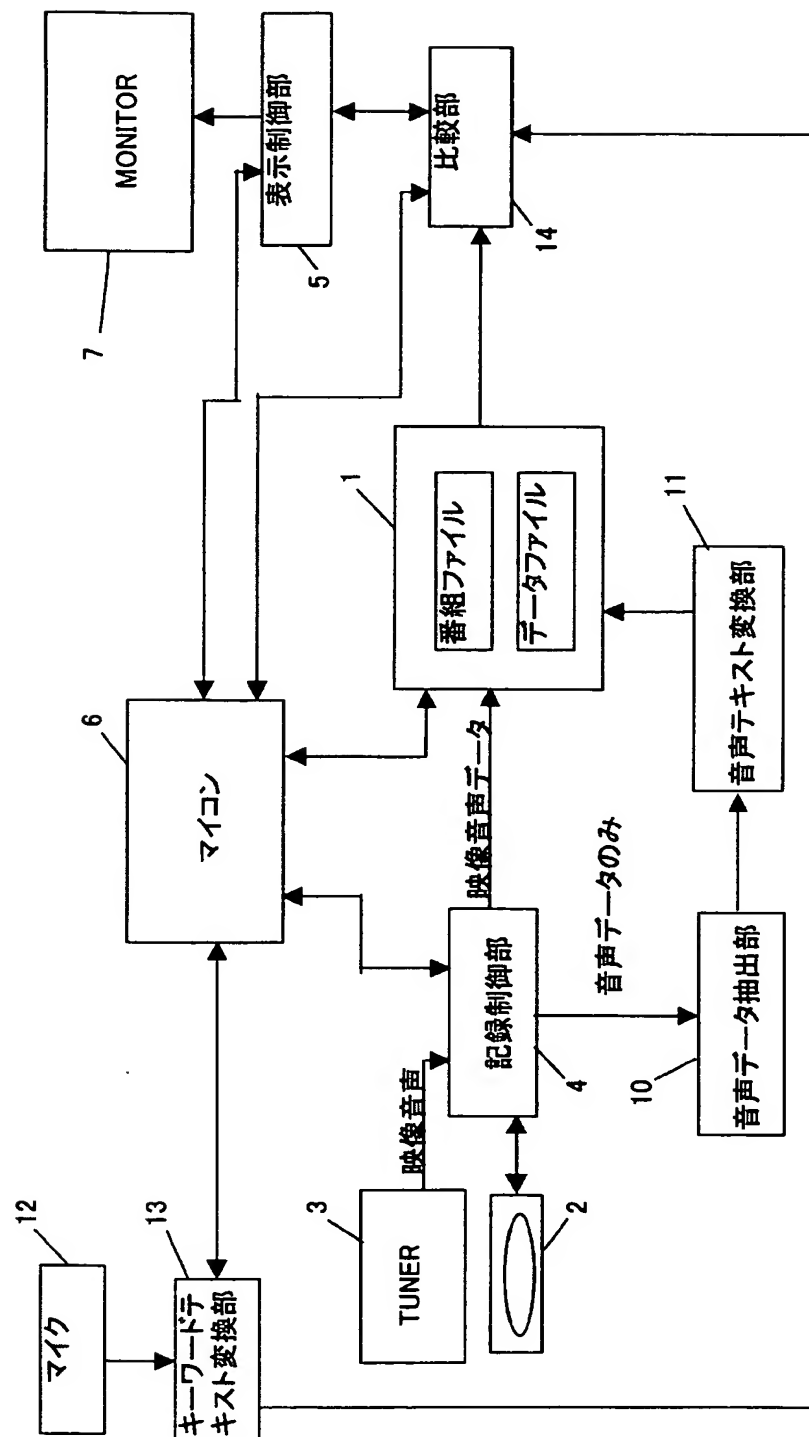 マイク
12
キーワードテ
キスト変換部
13
TUNER
3
2
映像音声
記録制御部
4
マイコン
6
映像音声データ
音声データのみ
音声データ抽出部
10
音声テキスト変換部
11
1
番組ファイル
データファイル
MONITOR
7
表示制御部
5
比較部
14